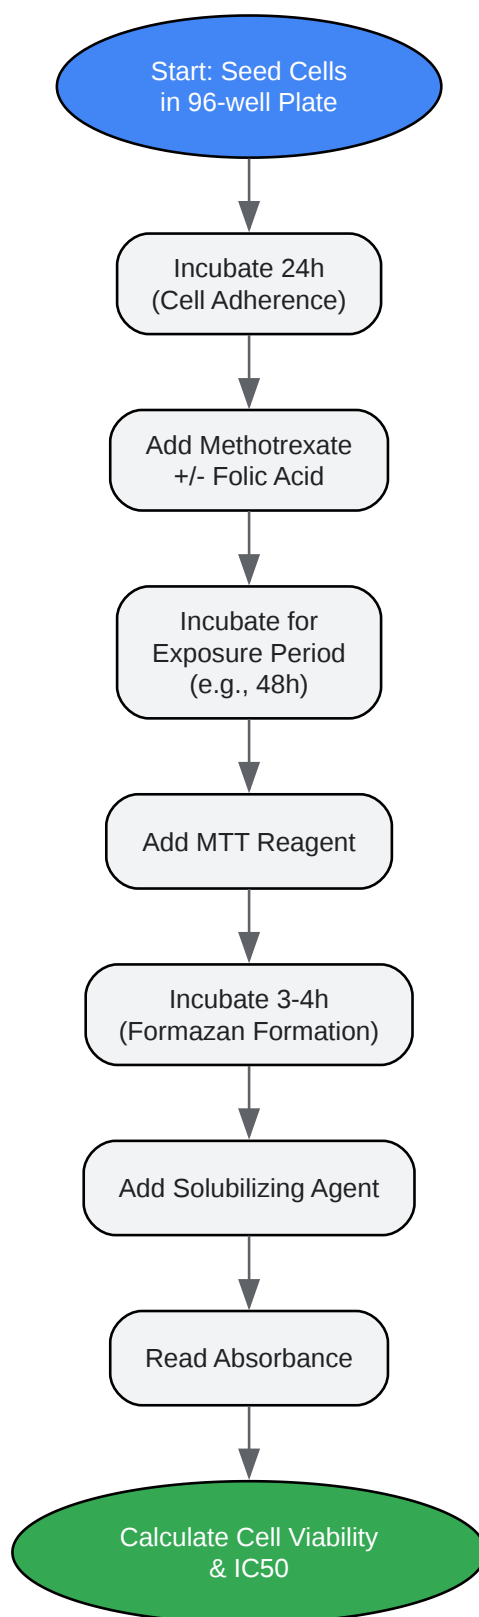 Start: Seed Cells
in 96-well Plate
Incubate 24h
(Cell Adherence)
Add Methotrexate
+/- Folic Acid
Incubate for
Exposure Period
(e.g., 48h)
Add MTT Reagent
Incubate 3-4h
(Formazan Formation)
Add Solubilizing Agent
Read Absorbance
Calculate Cell Viability
& IC50